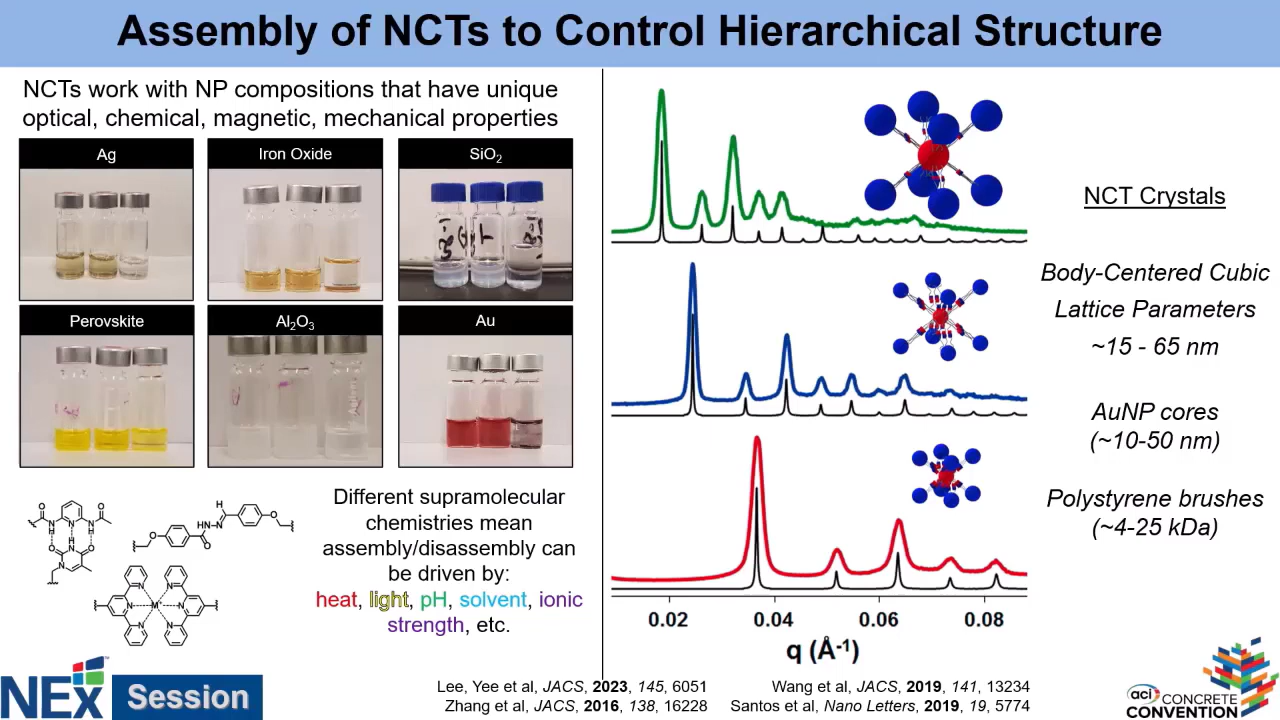 Assembly of NCTs to Control Hierarchical Structure
NCTs work with NP compositions that have unique
optical, chemical, magnetic, mechanical properties
Ag
Iron Oxide
SiO₂
Perovskite
Al₂O₃
Au
Different supramolecular
chemistries mean
assembly/disassembly can
be driven by:
heat, light, pH, solvent, ionic
strength, etc.
0.02
0.04
0.06
0.08
q (Å⁻¹)
NCT Crystals
Body-Centered Cubic
Lattice Parameters
~15 - 65 nm
AuNP cores
(~10-50 nm)
Polystyrene brushes
(~4-25 kDa)
Lee, Yee et al, JACS, 2023, 145, 6051
Zhang et al, JACS, 2016, 138, 16228
Wang et al, JACS, 2019, 141, 13234
Santos et al, Nano Letters, 2019, 19, 5774
NEx Session
aci CONCRETE
CONVENTION